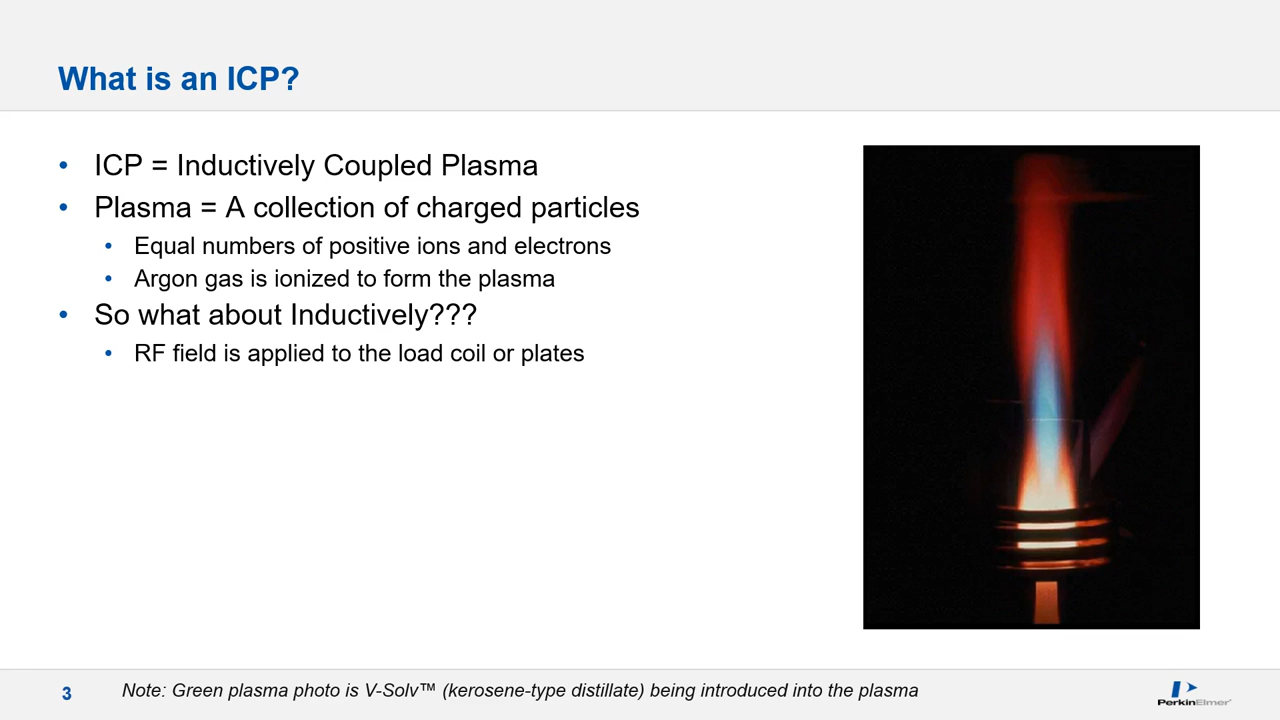 What is an ICP?
• ICP = Inductively Coupled Plasma
• Plasma = A collection of charged particles
• Equal numbers of positive ions and electrons
• Argon gas is ionized to form the plasma
• So what about Inductively???
• RF field is applied to the load coil or plates
3
Note: Green plasma photo is V-Solv™ (kerosene-type distillate) being introduced into the plasma
PerkinElmer